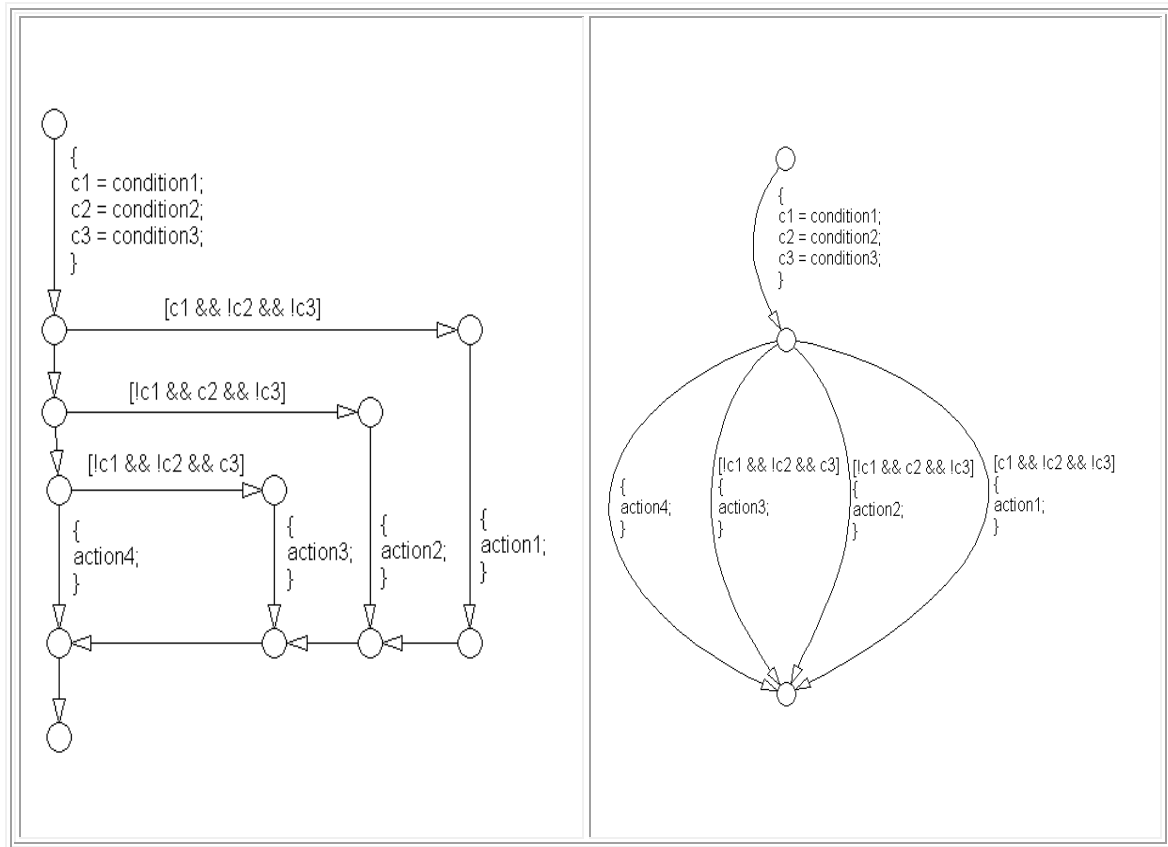 {
c1 = condition1;
c2 = condition2;
c3 = condition3;
}
[c1 && !c2 && !c3]
[!c1 && c2 && !c3]
[!c1 && !c2 && c3]
{
action4;
}
{
action3;
}
{
action2;
}
{
action1;
}
{
c1 = condition1;
c2 = condition2;
c3 = condition3;
}
{
action4;
}
[!c1 && !c2 && c3]
{
action3;
}
[!c1 && c2 && !c3]
{
action2;
}
[c1 && !c2 && !c3]
{
action1;
}